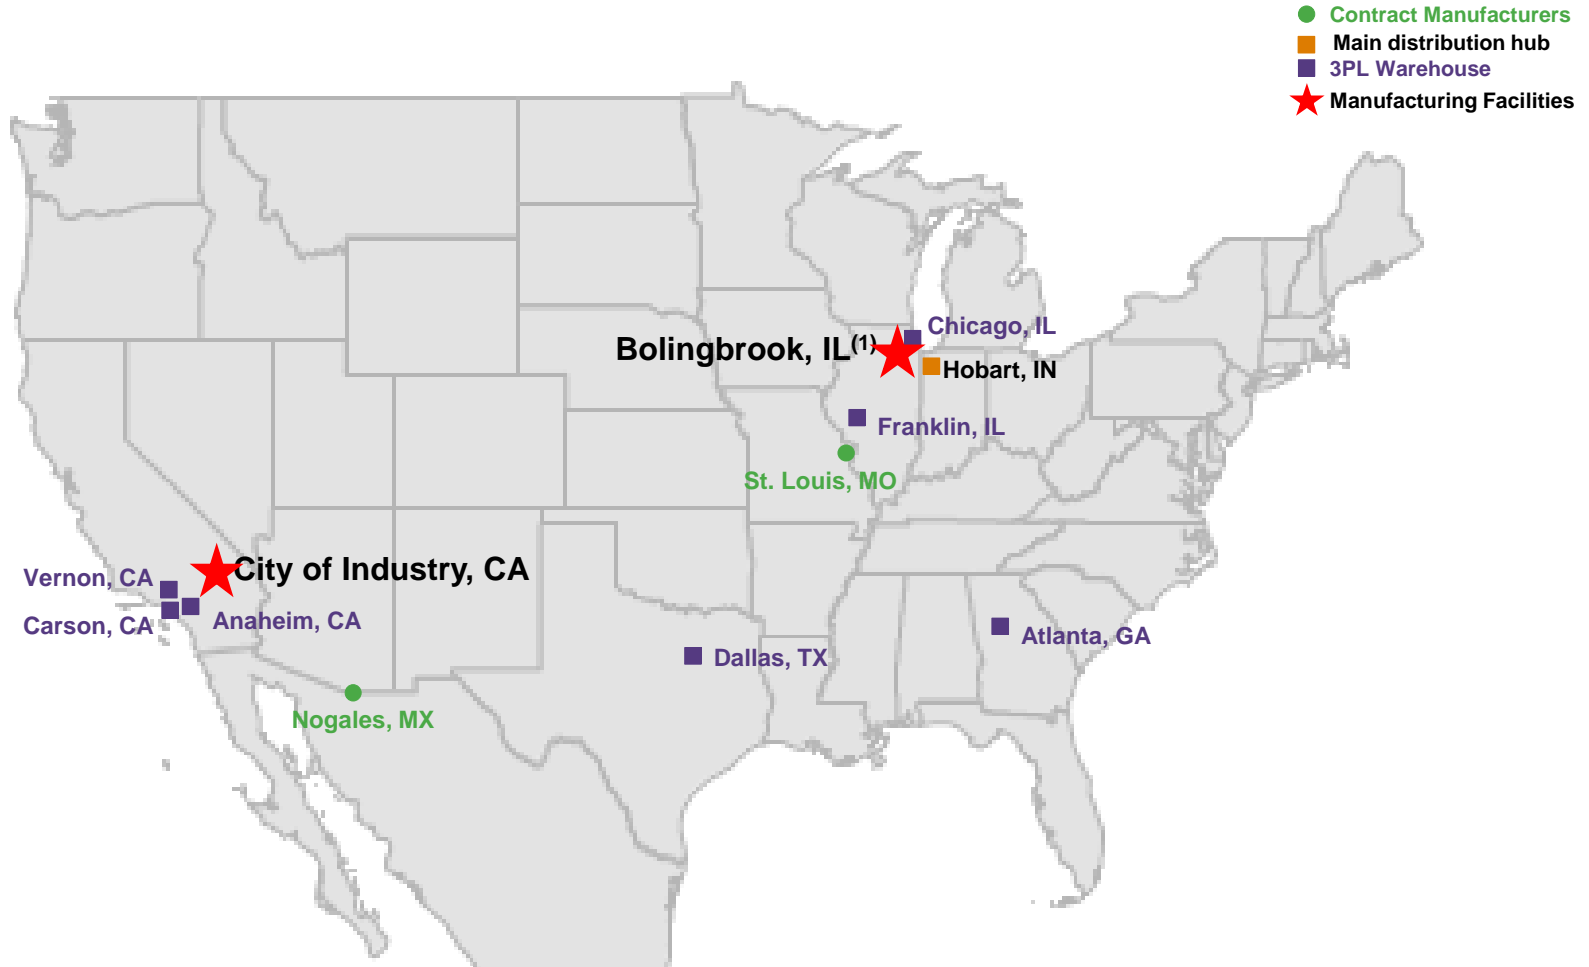 Contract Manufacturers
Main distribution hub
3PL Warehouse
Manufacturing Facilities
Chicago, IL
Bolingbrook, IL(1)
Hobart, IN
Franklin, IL
St. Louis, MO
City of Industry, CA
Vernon, CA
Anaheim, CA
Carson, CA
Atlanta, GA
Dallas, TX
Nogales, MX